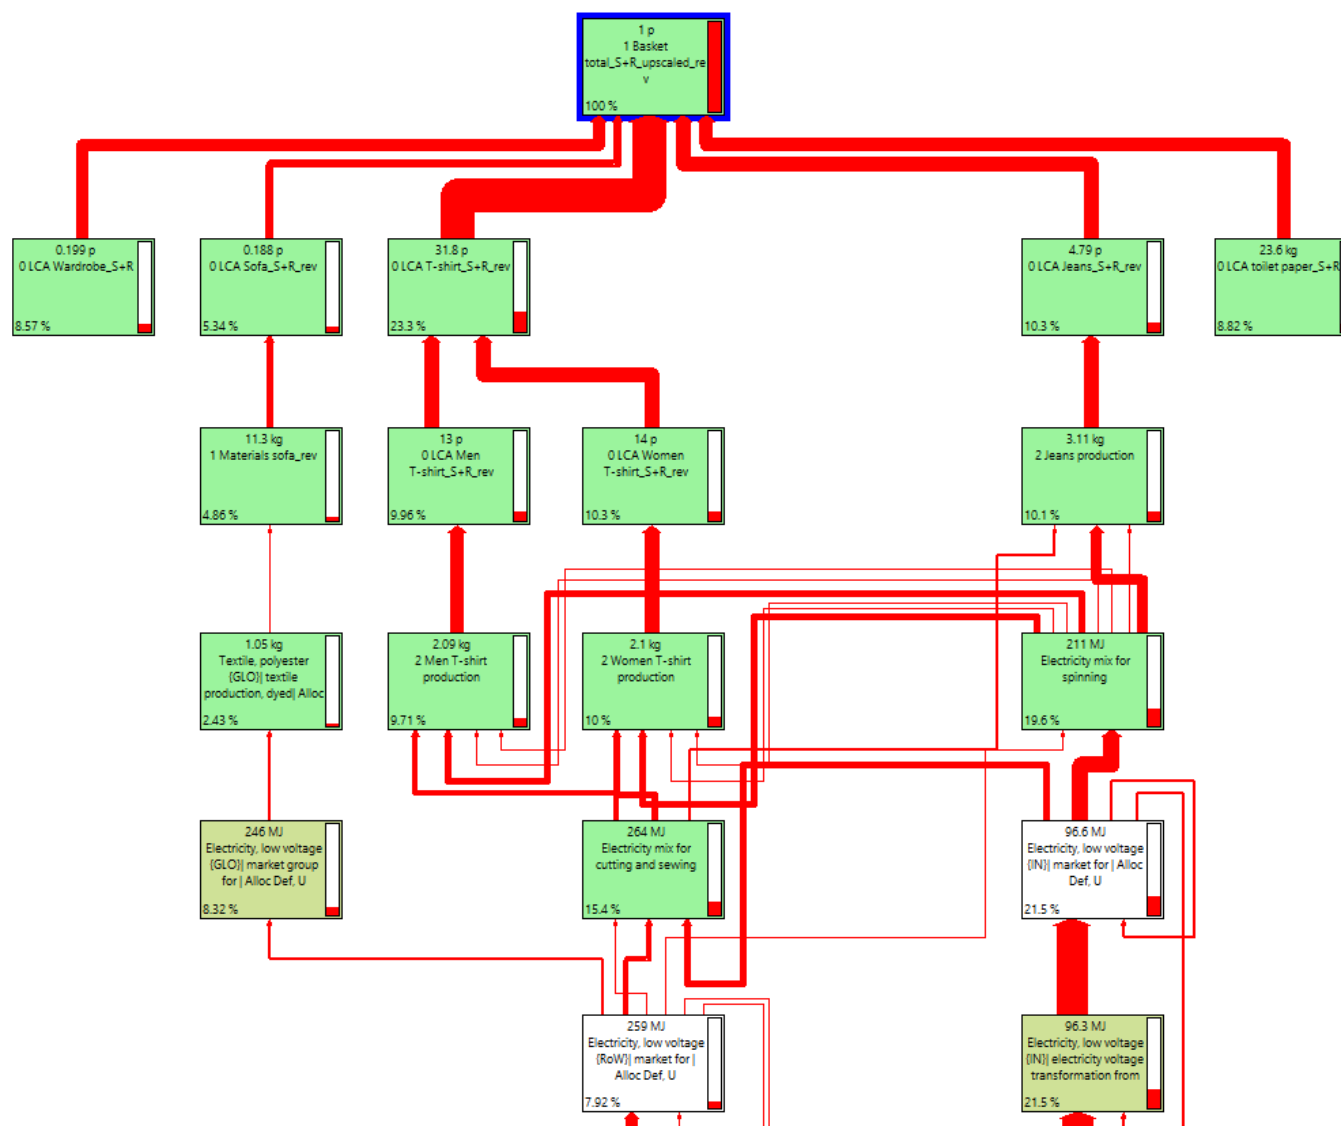 1 p
1 Basket
total_S+R_upscaled_re
v
100 %
0.199 p
0 LCA Wardrobe_S+R
8.57 %
0.188 p
0 LCA Sofa_S+R_rev
5.34 %
31.8 p
0 LCA T-shirt_S+R_rev
23.3 %
4.79 p
0 LCA Jeans_S+R_rev
10.3 %
23.6 kg
0 LCA toilet paper_S+R
8.82 %
11.3 kg
1 Materials sofa_rev
4.86 %
13 p
0 LCA Men
T-shirt_S+R_rev
9.96 %
14 p
0 LCA Women
T-shirt_S+R_rev
10.3 %
3.11 kg
2 Jeans production
10.1 %
1.05 kg
Textile, polyester
{GLO}| textile
production, dyed| Alloc
2.43 %
2.09 kg
2 Men T-shirt
production
9.71 %
2.1 kg
2 Women T-shirt
production
10 %
211 MJ
Electricity mix for
spinning
19.6 %
246 MJ
Electricity, low voltage
{GLO}| market group
for | Alloc Def, U
8.32 %
264 MJ
Electricity mix for
cutting and sewing
15.4 %
96.6 MJ
Electricity, low voltage
{IN}| market for | Alloc
Def, U
21.5 %
259 MJ
Electricity, low voltage
{RoW}| market for |
Alloc Def, U
7.92 %
96.3 MJ
Electricity, low voltage
{IN}| electricity voltage
transformation from
21.5 %